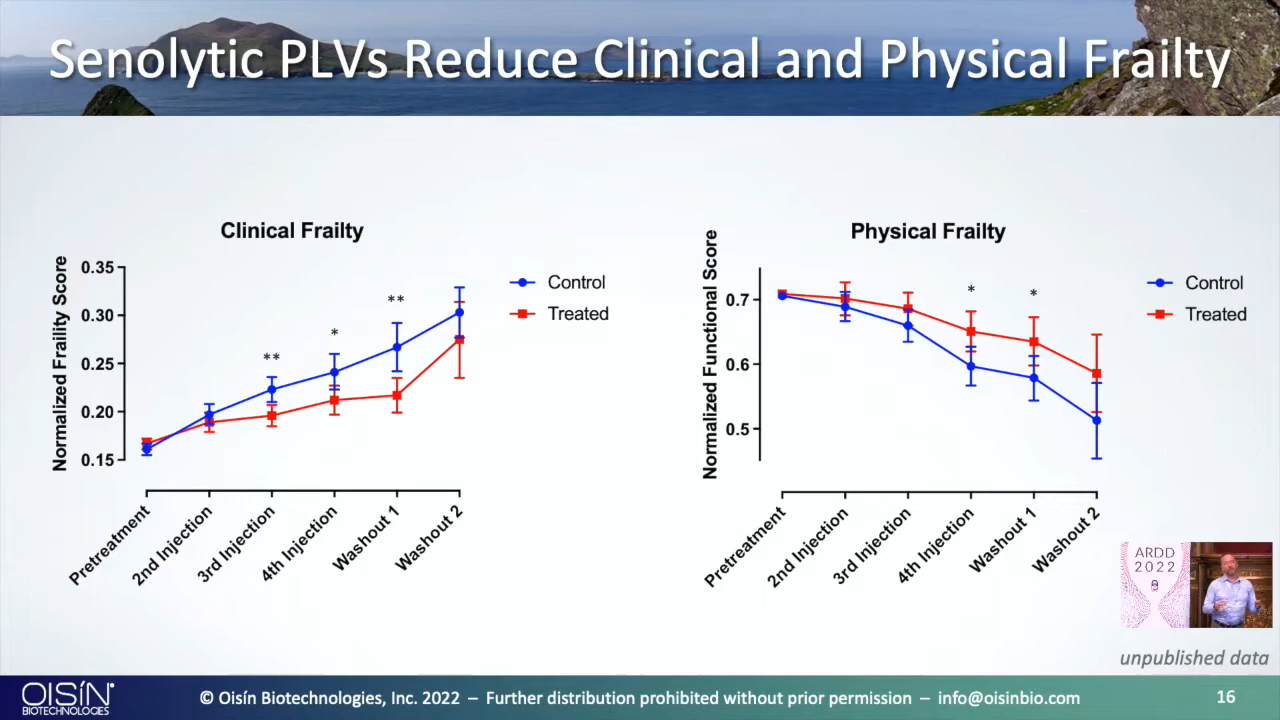 Senolytic PLVs Reduce Clinical and Physical Frailty
Clinical Frailty
Normalized Fraility Score
0.35
0.30
0.25
0.20
0.15
**
*
**
Control
Treated
Pretreatment
2nd Injection
3rd Injection
4th Injection
Washout 1
Washout 2
Physical Frailty
Normalized Functional Score
0.7
0.6
0.5
*
*
Control
Treated
Pretreatment
2nd Injection
3rd Injection
4th Injection
Washout 1
Washout 2
ARDD
2022
unpublished data
OISÍN
BIOTECHNOLOGIES
© Oisín Biotechnologies, Inc. 2022 – Further distribution prohibited without prior permission – info@oisinbio.com
16